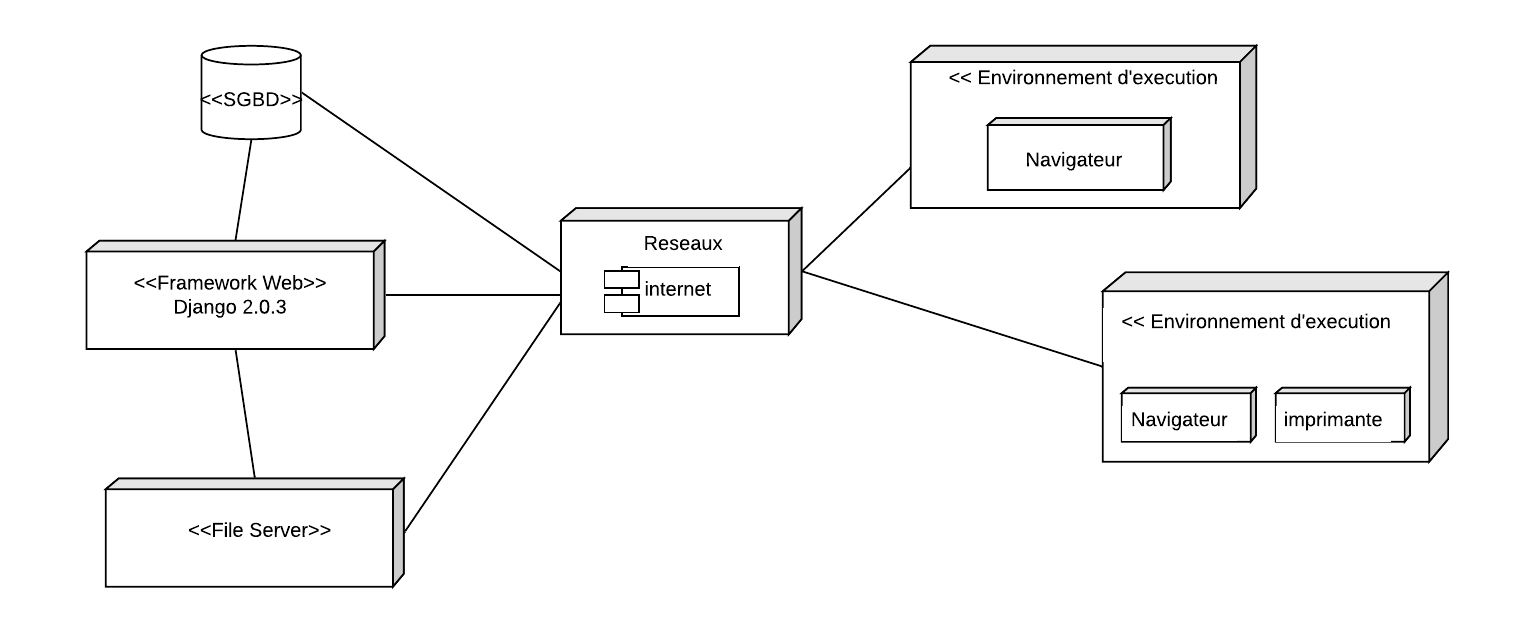 <<SGBD>>
<<Framework Web>>
Django 2.0.3
<<File Server>>
Reseaux
internet
<< Environnement d'execution
Navigateur
<< Environnement d'execution
Navigateur
imprimante